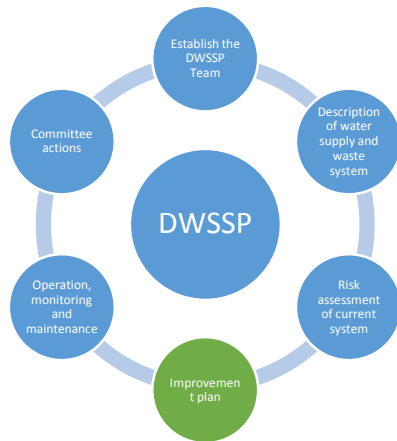 Establish the
DWSSP
Team
Description
of water
supply and
waste
system
Risk
assessment
of current
system
Improvemen
t plan
Operation,
monitoring
and
maintenance
Committee
actions
DWSSP